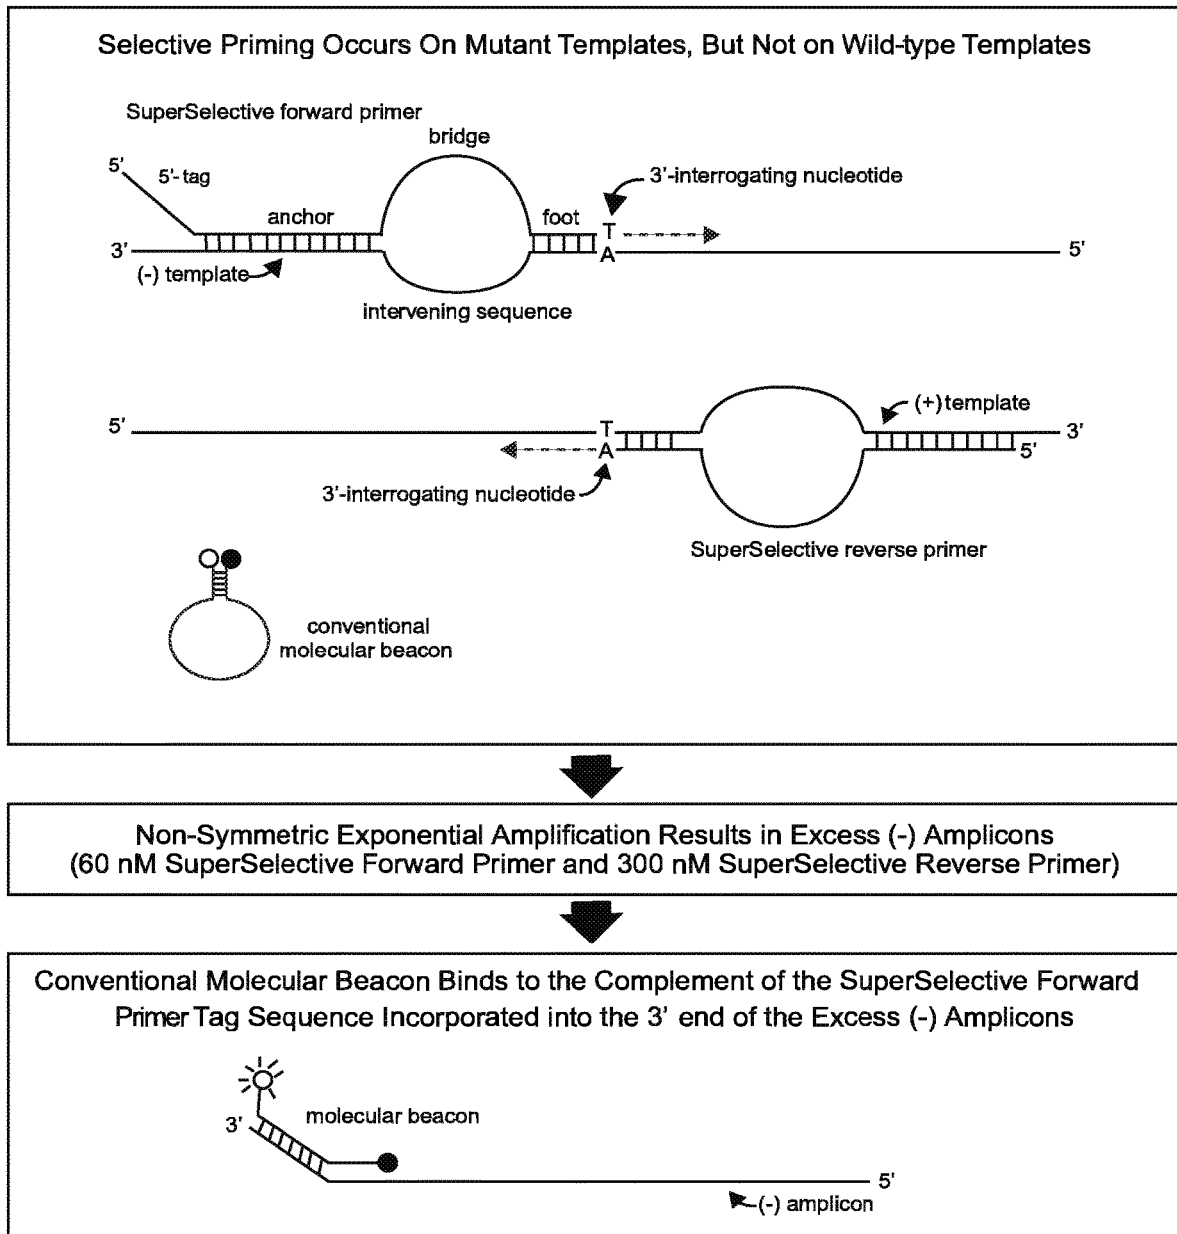 Selective Priming Occurs On Mutant Templates, But Not on Wild-type Templates
SuperSelective forward primer
bridge
5'
5'-tag
3'-interrogating nucleotide
anchor
foot
T
3'
A
5'
(-) template
intervening sequence
(+) template
5'
T
3'
A
5'
3'-interrogating nucleotide
SuperSelective reverse primer
conventional
molecular beacon
Non-Symmetric Exponential Amplification Results in Excess (-) Amplicons
(60 nM SuperSelective Forward Primer and 300 nM SuperSelective Reverse Primer)
Conventional Molecular Beacon Binds to the Complement of the SuperSelective Forward
Primer Tag Sequence Incorporated into the 3' end of the Excess (-) Amplicons
molecular beacon
3'
5'
(-) amplicon